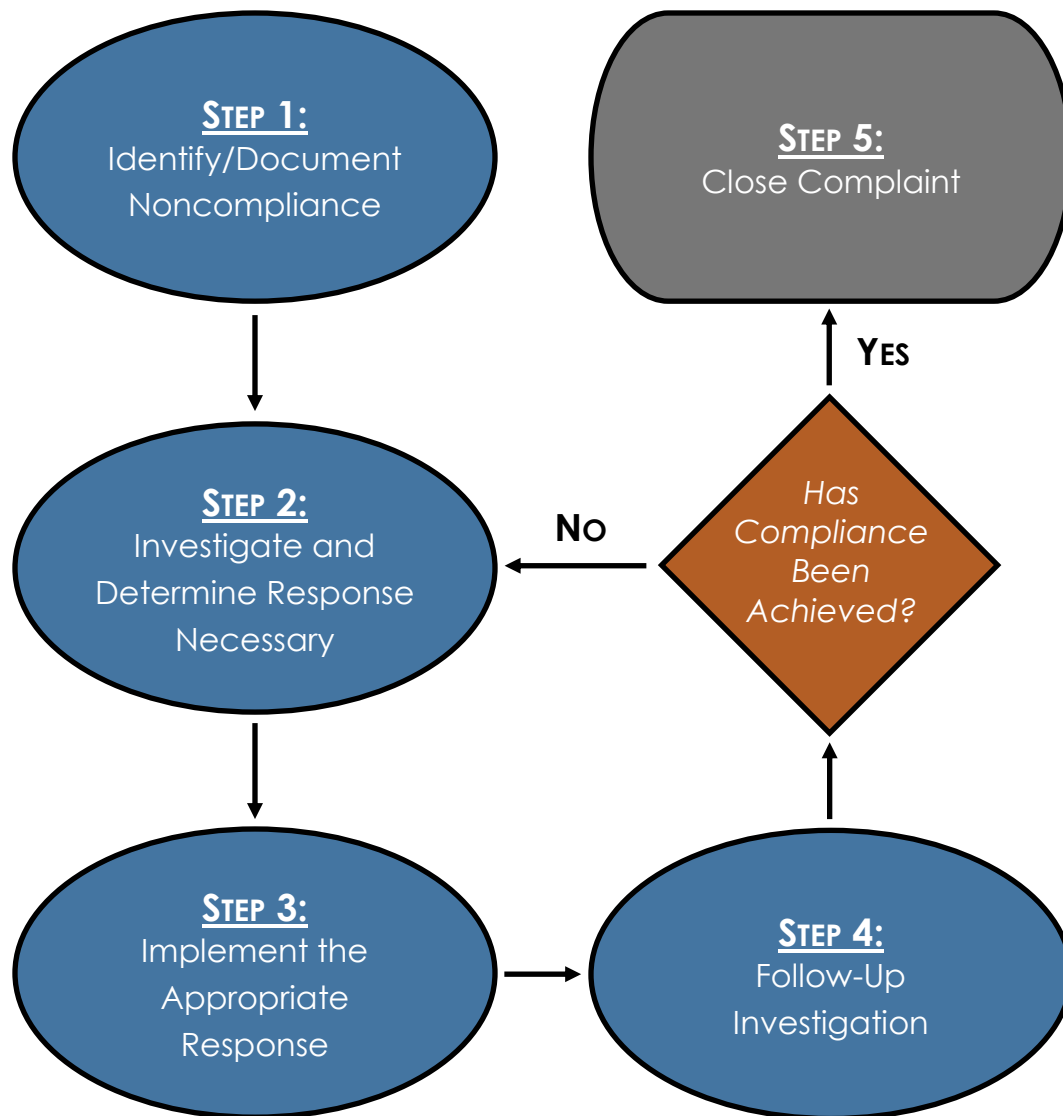 STEP 1:
Identify/Document
Noncompliance
STEP 2:
Investigate and
Determine Response
Necessary
STEP 3:
Implement the
Appropriate
Response
STEP 4:
Follow-Up
Investigation
Has
Compliance
Been
Achieved?
NO
YES
STEP 5:
Close Complaint